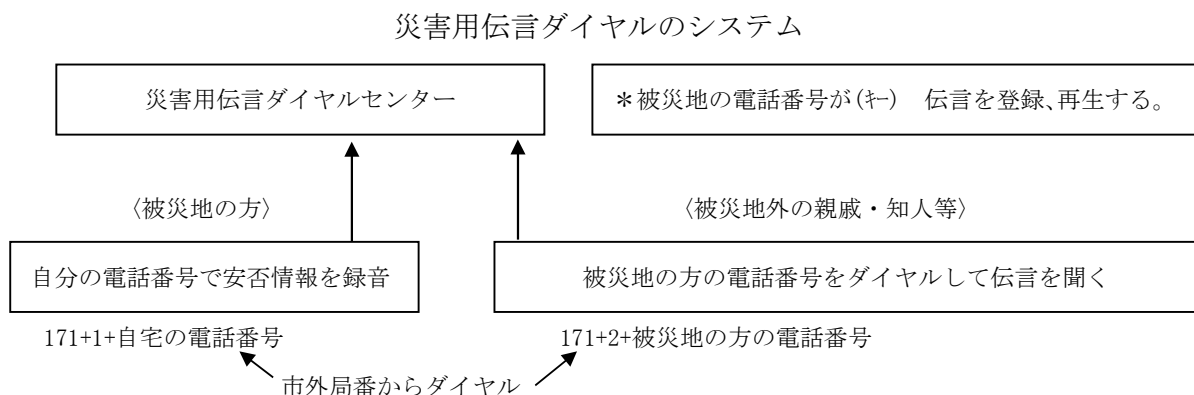 災害用伝言ダイヤルのシステム
災害用伝言ダイヤルセンター
＊被災地の電話番号が(キー)　伝言を登録、再生する。
〈被災地の方〉
〈被災地外の親戚・知人等〉
自分の電話番号で安否情報を録音
被災地の方の電話番号をダイヤルして伝言を聞く
171+1+自宅の電話番号
171+2+被災地の方の電話番号
市外局番からダイヤル